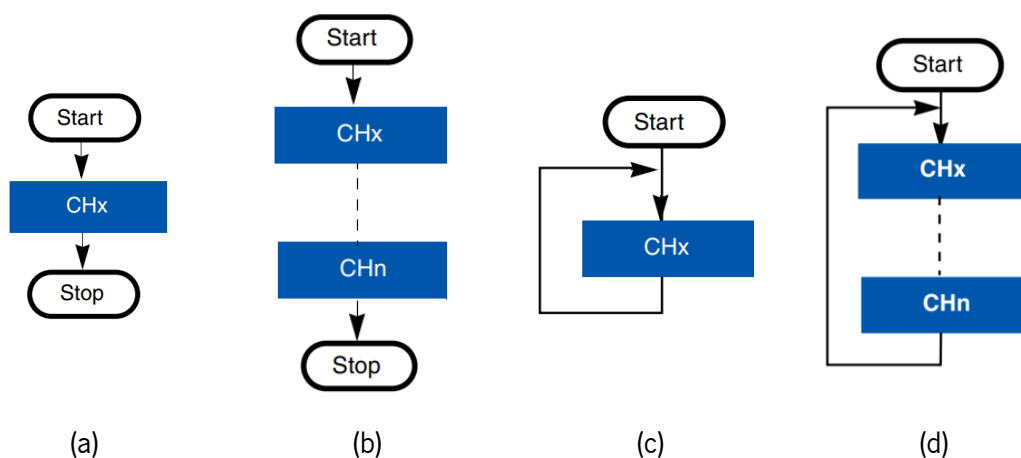 Start
CHx
Stop
(a)
Start
CHx
CHn
Stop
(b)
Start
CHx
(c)
Start
CHx
CHn
(d)